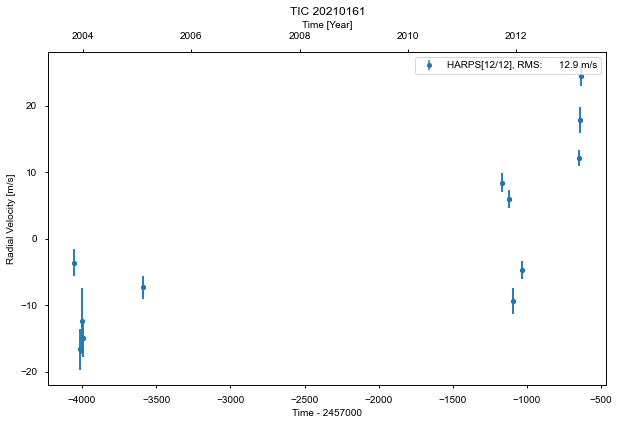 TIC 20210161
Time [Year]
2004 2006 2008 2010 2012
HARPS[12/12], RMS: 12.9 m/s
Radial Velocity [m/s]
20
10
0
−10
−20
−4000 −3500 −3000 −2500 −2000 −1500 −1000 −500
Time - 2457000